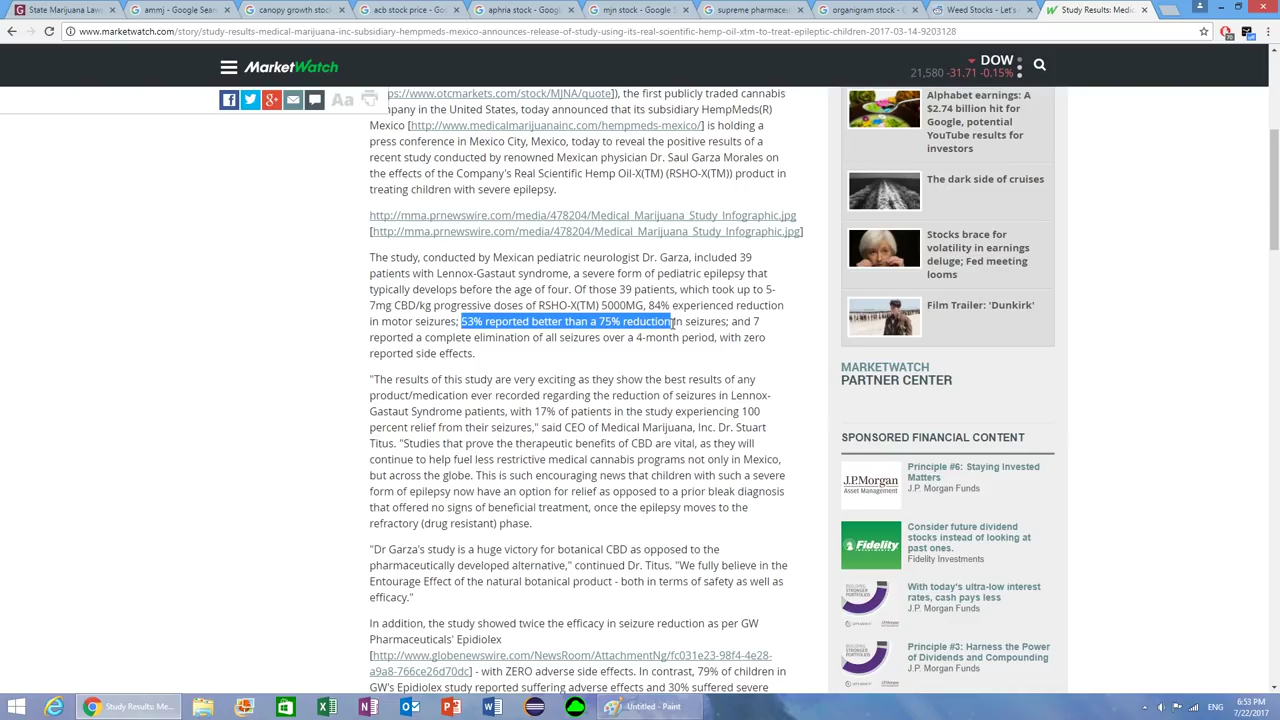 State Marijuana Law
ammj - Google Sear
canopy growth stock
acb stock price - Go
aphria stock - Goog
mjn stock - Google
supreme pharmaceu
organigram stock -
Weed Stocks - Let's
Study Results: Medic
www.marketwatch.com/story/study-results-medical-marijuana-inc-subsidiary-hempmeds-mexico-announces-release-of-study-using-its-real-scientific-hemp-oil-xtm-to-treat-epileptic-children-2017-03-14-9203128
MarketWatch
DOW
21,580 -31.71 -0.15%
Aa
ps://www.otcmarkets.com/stock/MJNA/quote]), the first publicly traded cannabis
mpany in the United States, today announced that its subsidiary HempMeds(R)
Mexico [http://www.medicalmarijuanainc.com/hempmeds-mexico/] is holding a
press conference in Mexico City, Mexico, today to reveal the positive results of a
recent study conducted by renowned Mexican physician Dr. Saul Garza Morales on
the effects of the Company's Real Scientific Hemp Oil-X(TM) (RSHO-X(TM)) product in
treating children with severe epilepsy.
http://mma.prnewswire.com/media/478204/Medical_Marijuana_Study_Infographic.jpg
[http://mma.prnewswire.com/media/478204/Medical_Marijuana_Study_Infographic.jpg]
The study, conducted by Mexican pediatric neurologist Dr. Garza, included 39
patients with Lennox-Gastaut syndrome, a severe form of pediatric epilepsy that
typically develops before the age of four. Of those 39 patients, which took up to 5-
7mg CBD/kg progressive doses of RSHO-X(TM) 5000MG, 84% experienced reduction
in motor seizures; 53% reported better than a 75% reduction in seizures; and 7
reported a complete elimination of all seizures over a 4-month period, with zero
reported side effects.
"The results of this study are very exciting as they show the best results of any
product/medication ever recorded regarding the reduction of seizures in Lennox-
Gastaut Syndrome patients, with 17% of patients in the study experiencing 100
percent relief from their seizures," said CEO of Medical Marijuana, Inc. Dr. Stuart
Titus. "Studies that prove the therapeutic benefits of CBD are vital, as they will
continue to help fuel less restrictive medical cannabis programs not only in Mexico,
but across the globe. This is such encouraging news that children with such a severe
form of epilepsy now have an option for relief as opposed to a prior bleak diagnosis
that offered no signs of beneficial treatment, once the epilepsy moves to the
refractory (drug resistant) phase.
"Dr Garza's study is a huge victory for botanical CBD as opposed to the
pharmaceutically developed alternative," continued Dr. Titus. "We fully believe in the
Entourage Effect of the natural botanical product - both in terms of safety as well as
efficacy."
In addition, the study showed twice the efficacy in seizure reduction as per GW
Pharmaceuticals' Epidiolex
[http://www.globenewswire.com/NewsRoom/AttachmentNg/fc031e23-98f4-4e28-
a9a8-766ce26d70dc] - with ZERO adverse side effects. In contrast, 79% of children in
GW's Epidiolex study reported suffering adverse effects and 30% suffered severe
Alphabet earnings: A
$2.74 billion hit for
Google, potential
YouTube results for
investors
The dark side of cruises
Stocks brace for
volatility in earnings
deluge; Fed meeting
looms
Film Trailer: 'Dunkirk'
MARKETWATCH
PARTNER CENTER
SPONSORED FINANCIAL CONTENT
J.P.Morgan
Asset Management
Principle #6: Staying Invested
Matters
J.P. Morgan Funds
Fidelity
INVESTMENTS
Consider future dividend
stocks instead of looking at
past ones.
Fidelity Investments
BUILDING
STRONGER
PORTFOLIOS
With today's ultra-low interest
rates, cash pays less
J.P. Morgan Funds
BUILDING
STRONGER
PORTFOLIOS
Principle #3: Harness the Power
of Dividends and Compounding
J.P. Morgan Funds
Study Results: Me...
Untitled - Paint
ENG
6:53 PM
7/22/2017